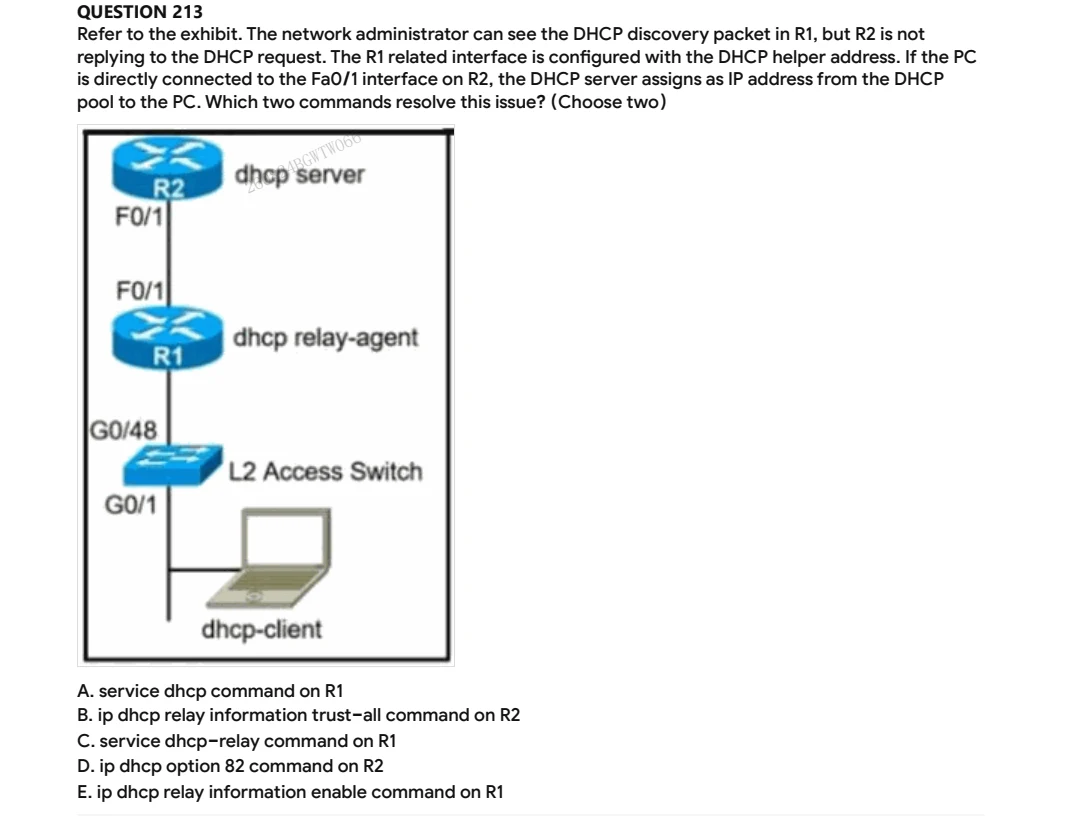 QUESTION 213
Refer to the exhibit. The network administrator can see the DHCP discovery packet in R1, but R2 is not
replying to the DHCP request. The R1 related interface is configured with the DHCP helper address. If the PC
is directly connected to the Fa0/1 interface on R2, the DHCP server assigns as IP address from the DHCP
pool to the PC. Which two commands resolve this issue? (Choose two)
R2
dhcp server
F0/1
F0/1
R1
dhcp relay-agent
G0/48
L2 Access Switch
G0/1
dhcp-client
A. service dhcp command on R1
B. ip dhcp relay information trust-all command on R2
C. service dhcp-relay command on R1
D. ip dhcp option 82 command on R2
E. ip dhcp relay information enable command on R1